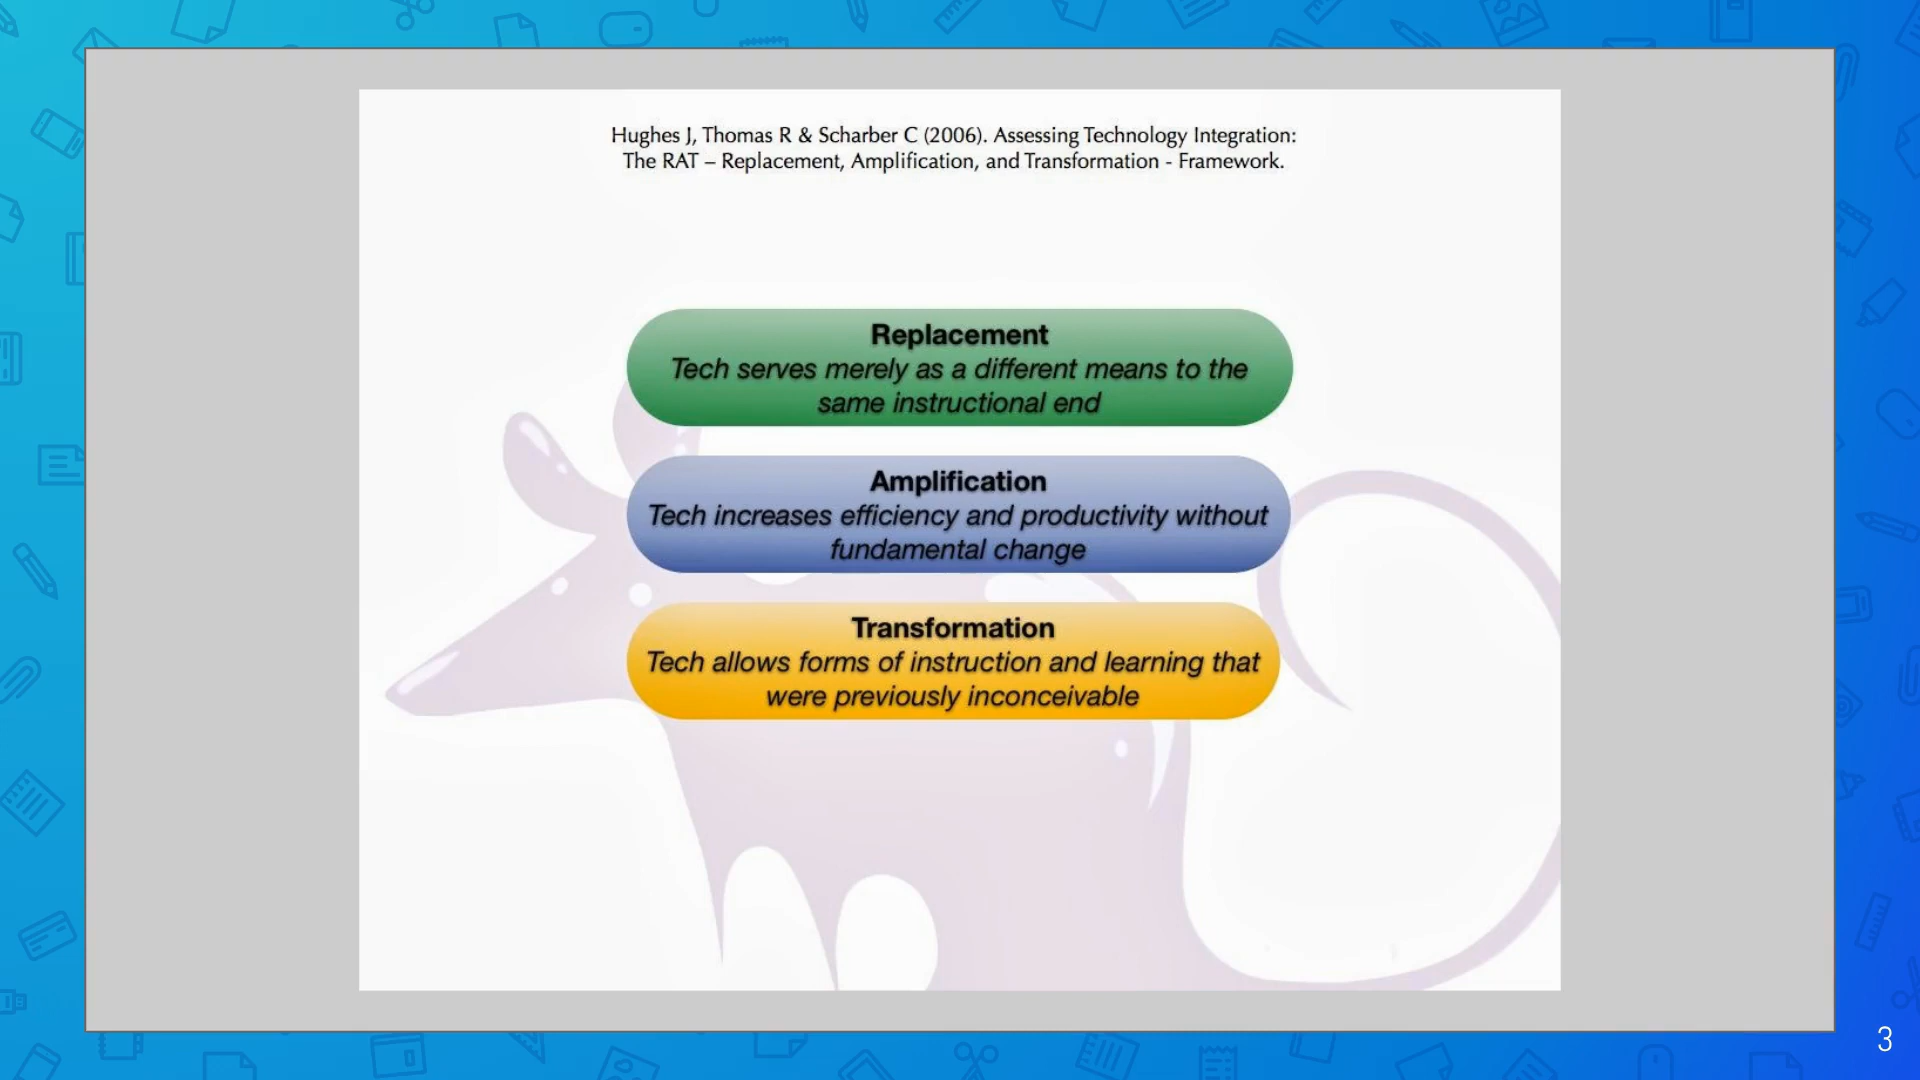 Hughes J, Thomas R & Scharber C (2006). Assessing Technology Integration:
The RAT – Replacement, Amplification, and Transformation - Framework.
Replacement
Tech serves merely as a different means to the
same instructional end
Amplification
Tech increases efficiency and productivity without
fundamental change
Transformation
Tech allows forms of instruction and learning that
were previously inconceivable
3